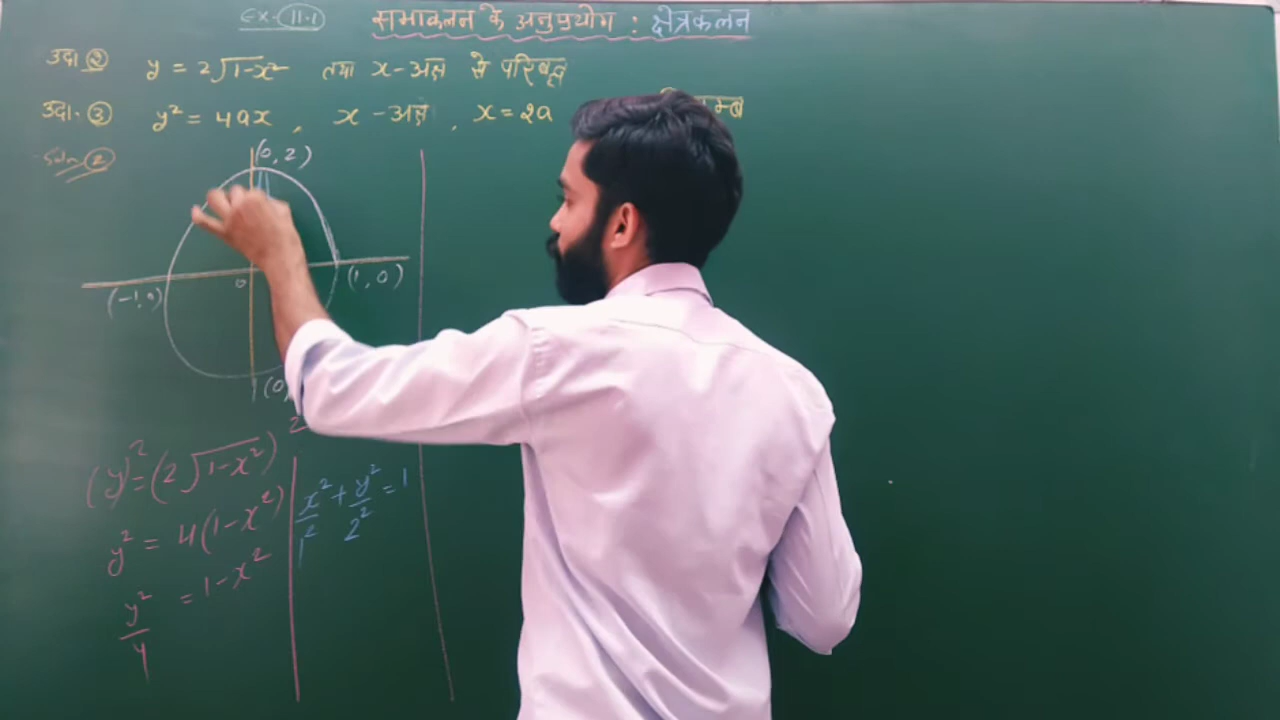 EX-11.1 समाकलन के अनुप्रयोग : क्षेत्रकलन
उदा② y = 2√1-x² तथा x-अक्ष से परिबद्ध
उदा.③ y² = 4ax , x-अक्ष , x = 2a म्ब
Soln②
(0, 2)
0 (1, 0)
(-1, 0)
(0
(y)² = (2√1-x²)²
y² = 4(1-x²)
y²/4 = 1-x²
x²/1² + y²/2² = 1